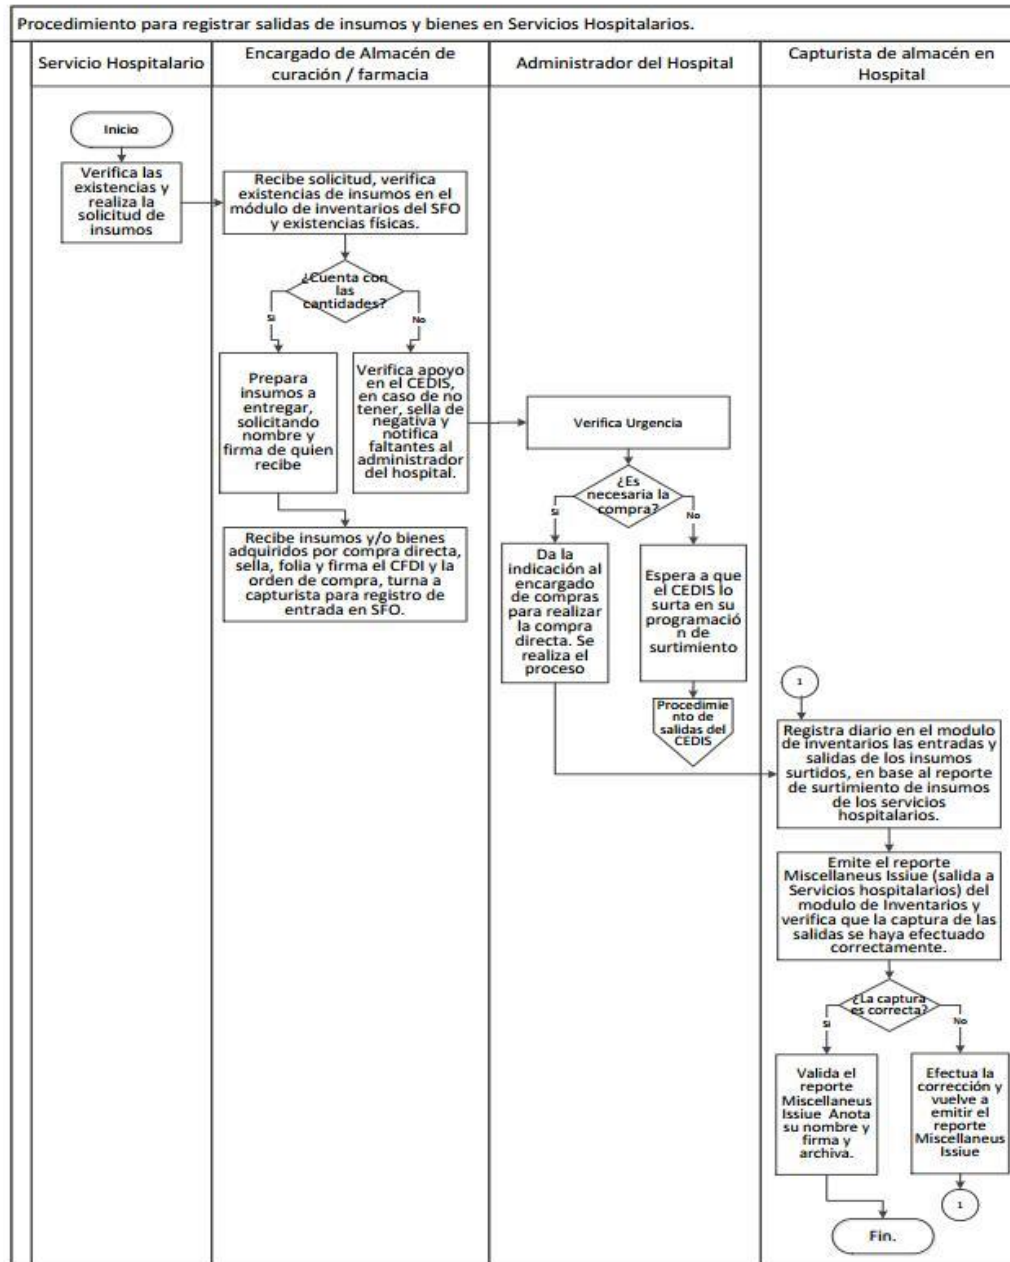 Procedimiento para registrar salidas de insumos y bienes en Servicios Hospitalarios.
Servicio Hospitalario
Encargado de Almacén de
curación / farmacia
Administrador del Hospital
Capturista de almacén en
Hospital
Inicio
Verifica las
existencias y
realiza la
solicitud de
insumos
Recibe solicitud, verifica
existencias de insumos en el
módulo de inventarios del SFO
y existencias físicas.
¿Cuenta con
las
cantidades?
Si
No
Prepara
insumos a
entregar,
solicitando
nombre y
firma de quien
recibe
Verifica apoyo
en el CEDIS,
en caso de no
tener, sella de
negativa y
notifica
faltantes al
administrador
del hospital.
Recibe insumos y/o bienes
adquiridos por compra directa,
sella, folia y firma el CFDI y la
orden de compra, turna a
capturista para registro de
entrada en SFO.
Verifica Urgencia
¿Es
necesaria la
compra?
Si
No
Da la
indicación al
encargado
de compras
para realizar
la compra
directa. Se
realiza el
proceso
Espera a que
el CEDIS lo
surta en su
programació
n de
surtimiento
Procedimie
nto de
salidas del
CEDIS
1
Registra diario en el modulo
de inventarios las entradas y
salidas de los insumos
surtidos, en base al reporte
de surtimiento de insumos
de los servicios
hospitalarios.
Emite el reporte
Miscellaneus Issiue (salida a
Servicios hospitalarios) del
modulo de Inventarios y
verifica que la captura de las
salidas se haya efectuado
correctamente.
¿La captura
es correcta?
Si
No
Valida el
reporte
Miscellaneus
Issiue Anota
su nombre y
firma y
archiva.
Efectua la
corrección y
vuelve a
emitir el
reporte
Miscellaneus
Issiue
1
Fin.